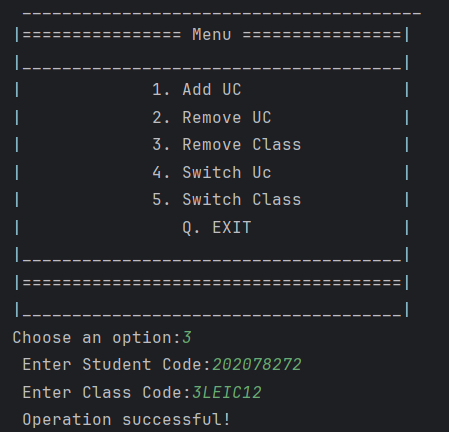 ________________________________________
|================ Menu ================|
|______________________________________|
|             1. Add UC                |
|             2. Remove UC             |
|             3. Remove Class          |
|             4. Switch Uc             |
|             5. Switch Class          |
|                Q. EXIT               |
|______________________________________|
|======================================|
|______________________________________|
Choose an option:3
Enter Student Code:202078272
Enter Class Code:3LEIC12
Operation successful!